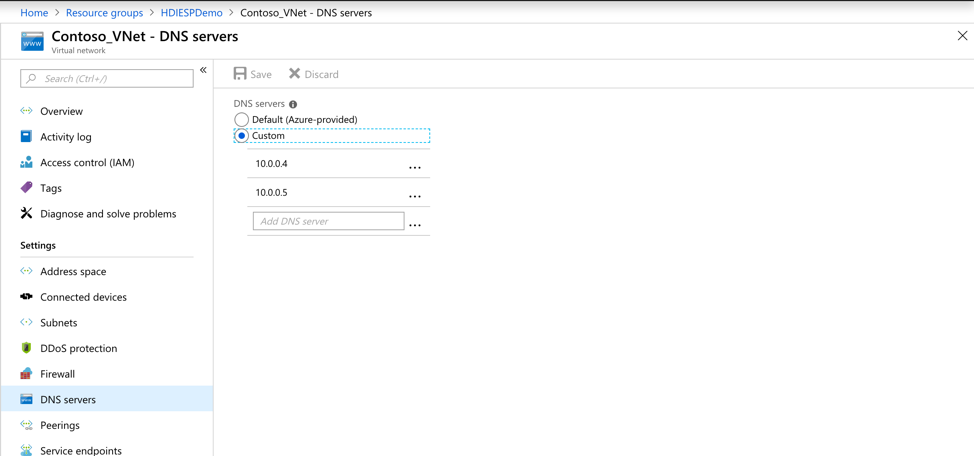 Home > Resource groups > HDIESPDemo > Contoso_VNet - DNS servers
Contoso_VNet - DNS servers
Virtual network
Search (Ctrl+/)
«
Overview
Activity log
Access control (IAM)
Tags
Diagnose and solve problems
Settings
Address space
Connected devices
Subnets
DDoS protection
Firewall
DNS servers
Peerings
Service endpoints
Save Discard
DNS servers
Default (Azure-provided)
Custom
10.0.0.4 ...
10.0.0.5 ...
Add DNS server ...